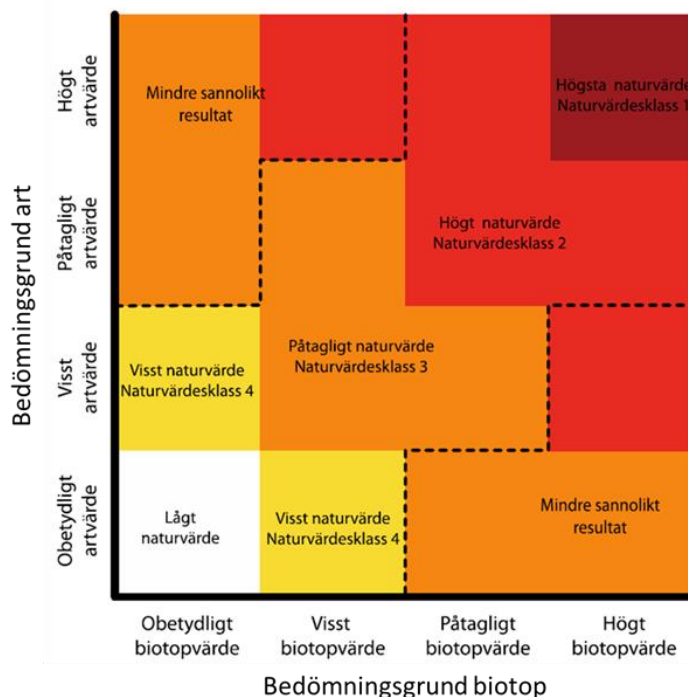 Bedömningsgrund art
Högt
artvärde
Påtagligt
artvärde
Visst
artvärde
Obetydligt
artvärde
Mindre sannolikt
resultat
Högsta naturvärde
Naturvärdesklass 1
Högt naturvärde
Naturvärdesklass 2
Påtagligt naturvärde
Naturvärdesklass 3
Visst naturvärde
Naturvärdesklass 4
Lågt
naturvärde
Visst naturvärde
Naturvärdesklass 4
Mindre sannolikt
resultat
Obetydligt
biotopvärde
Visst
biotopvärde
Påtagligt
biotopvärde
Högt
biotopvärde
Bedömningsgrund biotop